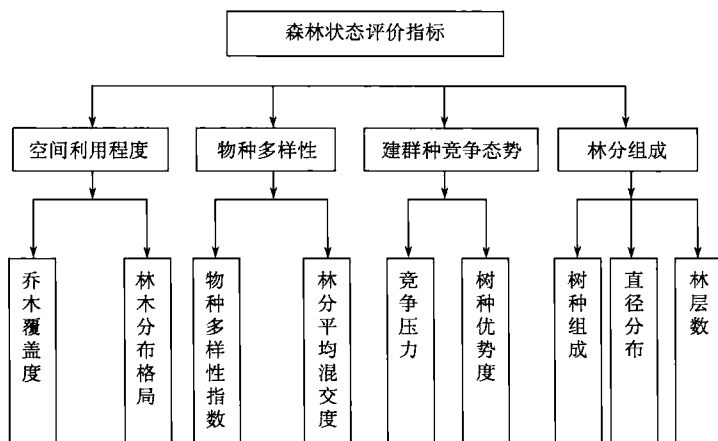 森林状态评价指标
空间利用程度
物种多样性
建群种竞争态势
林分组成
乔木覆盖度
林木分布格局
物种多样性指数
林分平均混交度
竞争压力
树种优势度
树种组成
直径分布
林层数